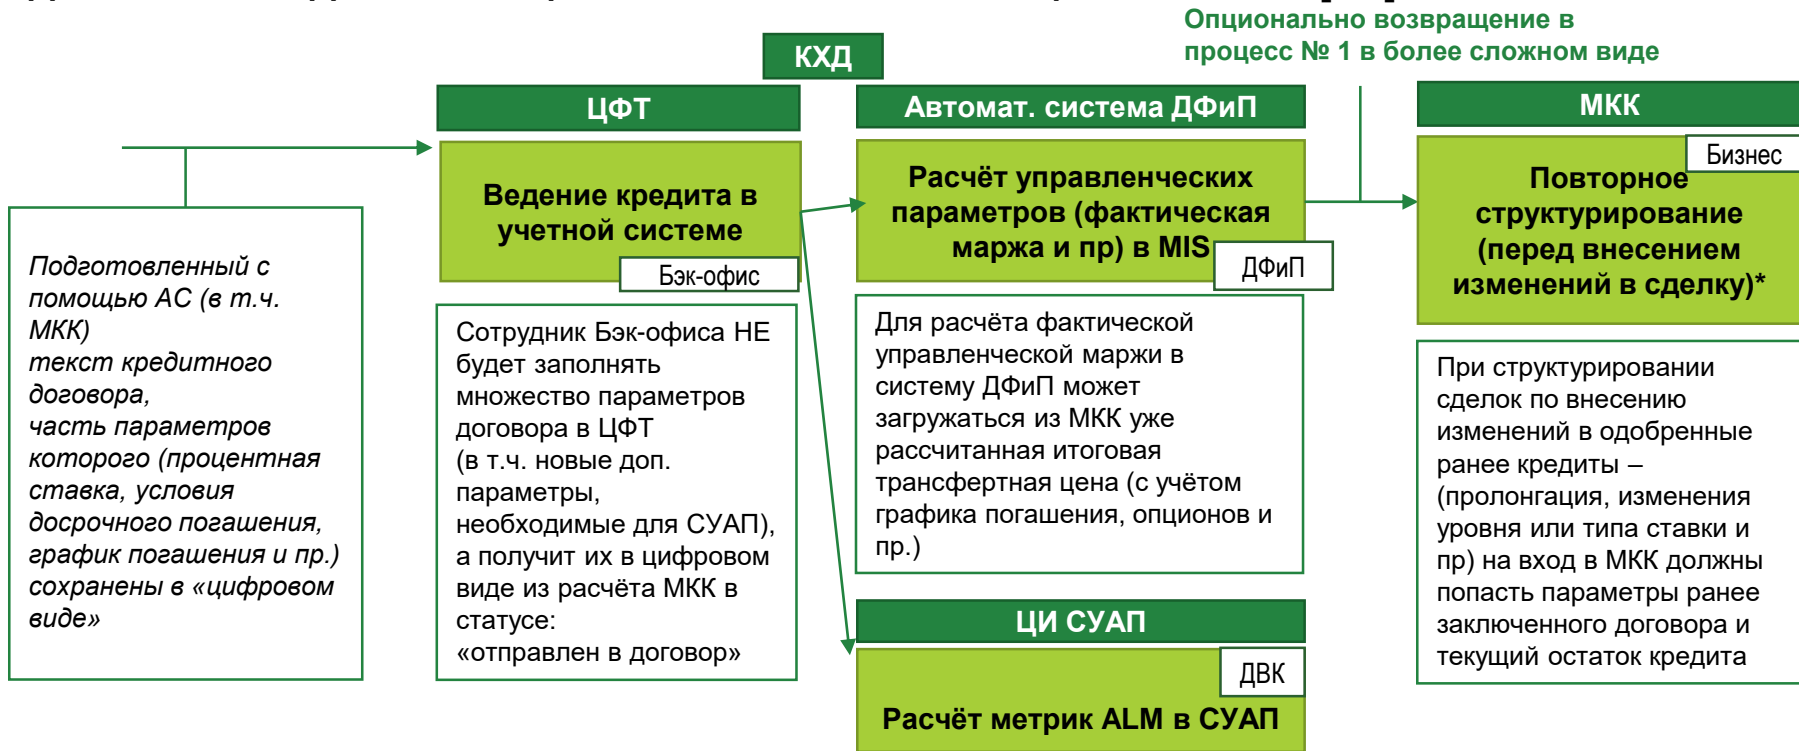 Опционально возвращение в
процесс № 1 в более сложном виде
КХД
ЦФТ
Автомат. система ДФиП
МКК
Ведение кредита в
учетной системе
Бэк-офис
Расчёт управленческих
параметров (фактическая
маржа и пр) в MIS
ДФиП
Бизнес
Повторное
структурирование
(перед внесением
изменений в сделку)*
Подготовленный с
помощью АС (в т.ч.
МКК)
текст кредитного
договора,
часть параметров
которого (процентная
ставка, условия
досрочного погашения,
график погашения и пр.)
сохранены в «цифровом
виде»
Сотрудник Бэк-офиса НЕ
будет заполнять
множество параметров
договора в ЦФТ
(в т.ч. новые доп.
параметры,
необходимые для СУАП),
а получит их в цифровом
виде из расчёта МКК в
статусе:
«отправлен в договор»
Для расчёта фактической
управленческой маржи в
систему ДФиП может
загружаться из МКК уже
рассчитанная итоговая
трансфертная цена (с учётом
графика погашения, опционов и
пр.)
ЦИ СУАП
ДВК
Расчёт метрик ALM в СУАП
При структурировании
сделок по внесению
изменений в одобренные
ранее кредиты –
(пролонгация, изменения
уровня или типа ставки и
пр) на вход в МКК должны
попасть параметры ранее
заключенного договора и
текущий остаток кредита